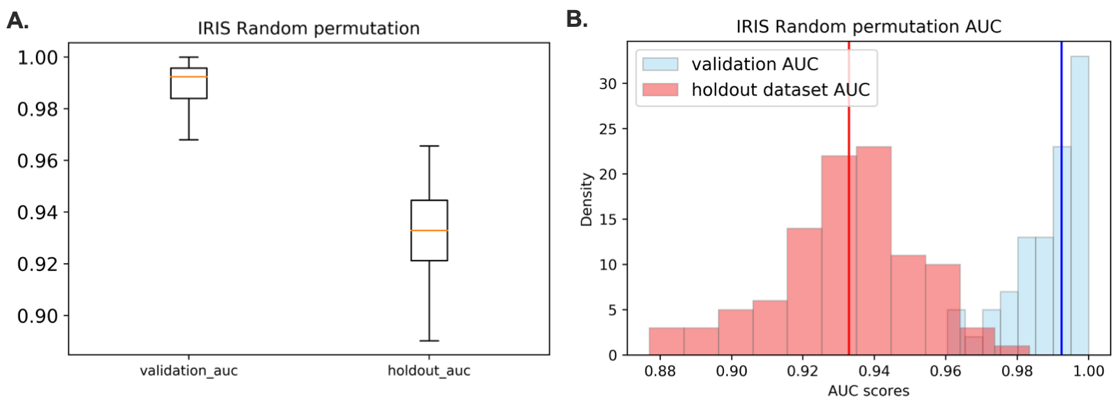 A.
IRIS Random permutation
1.00
0.98
0.96
0.94
0.92
0.90
validation_auc
holdout_auc
B.
IRIS Random permutation AUC
validation AUC
holdout dataset AUC
Density
30
25
20
15
10
5
0
0.88
0.90
0.92
0.94
0.96
0.98
1.00
AUC scores